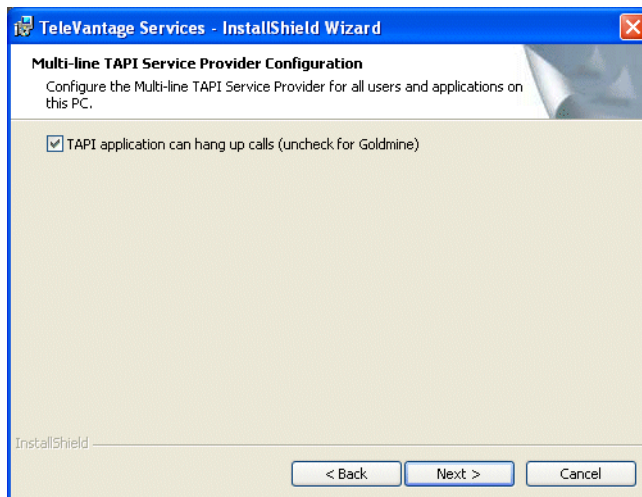 TeleVantage Services - InstallShield Wizard
Multi-line TAPI Service Provider Configuration
Configure the Multi-line TAPI Service Provider for all users and applications on
this PC.
TAPI application can hang up calls (uncheck for Goldmine)
InstallShield
< Back Next > Cancel